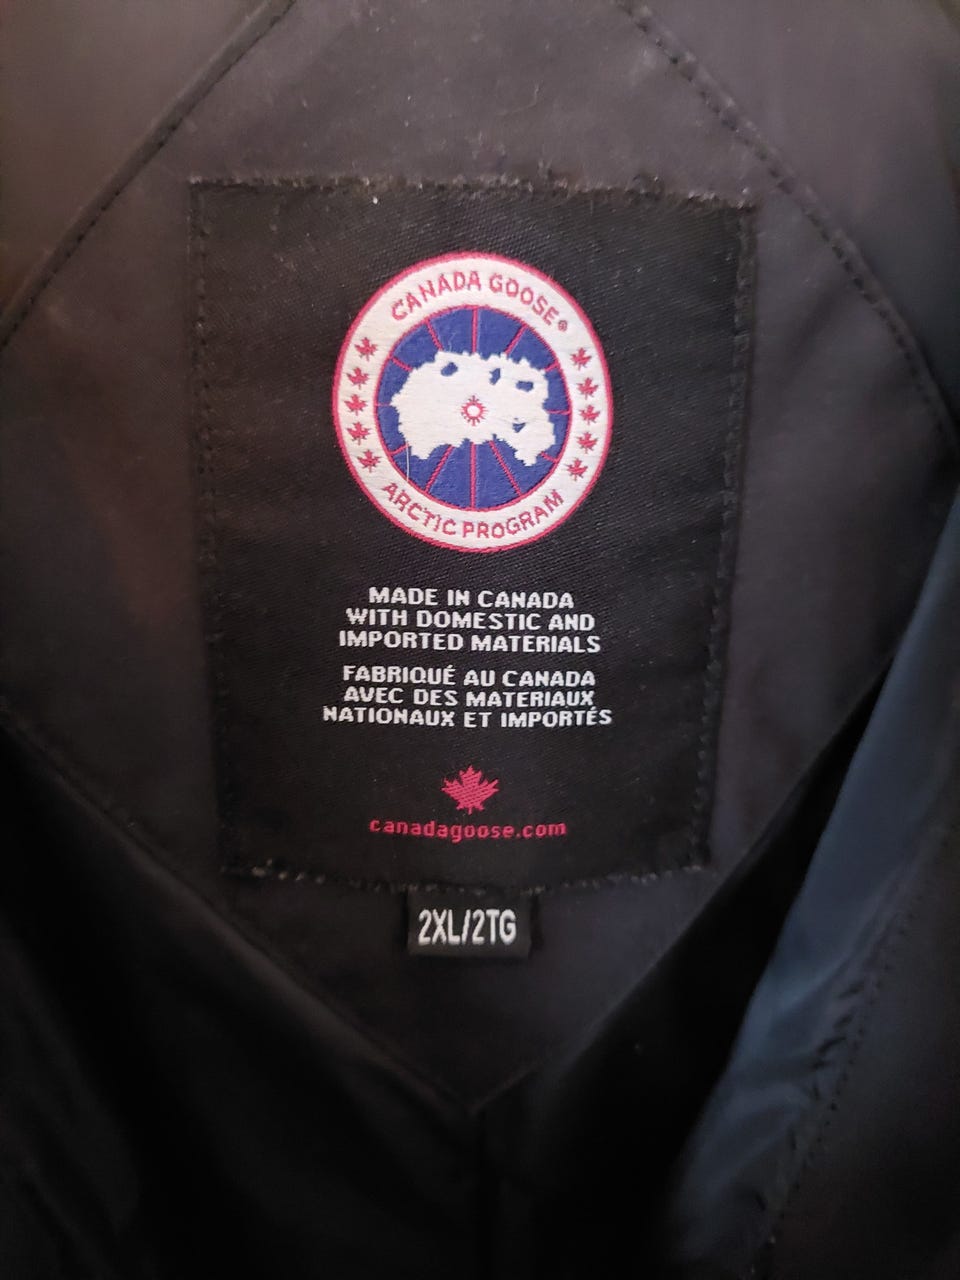 CANADA GOOSE®
ARCTIC PROGRAM
MADE IN CANADA
WITH DOMESTIC AND
IMPORTED MATERIALS
FABRIQUÉ AU CANADA
AVEC DES MATERIAUX
NATIONAUX ET IMPORTÉS
canadagoose.com
2XL/2TG